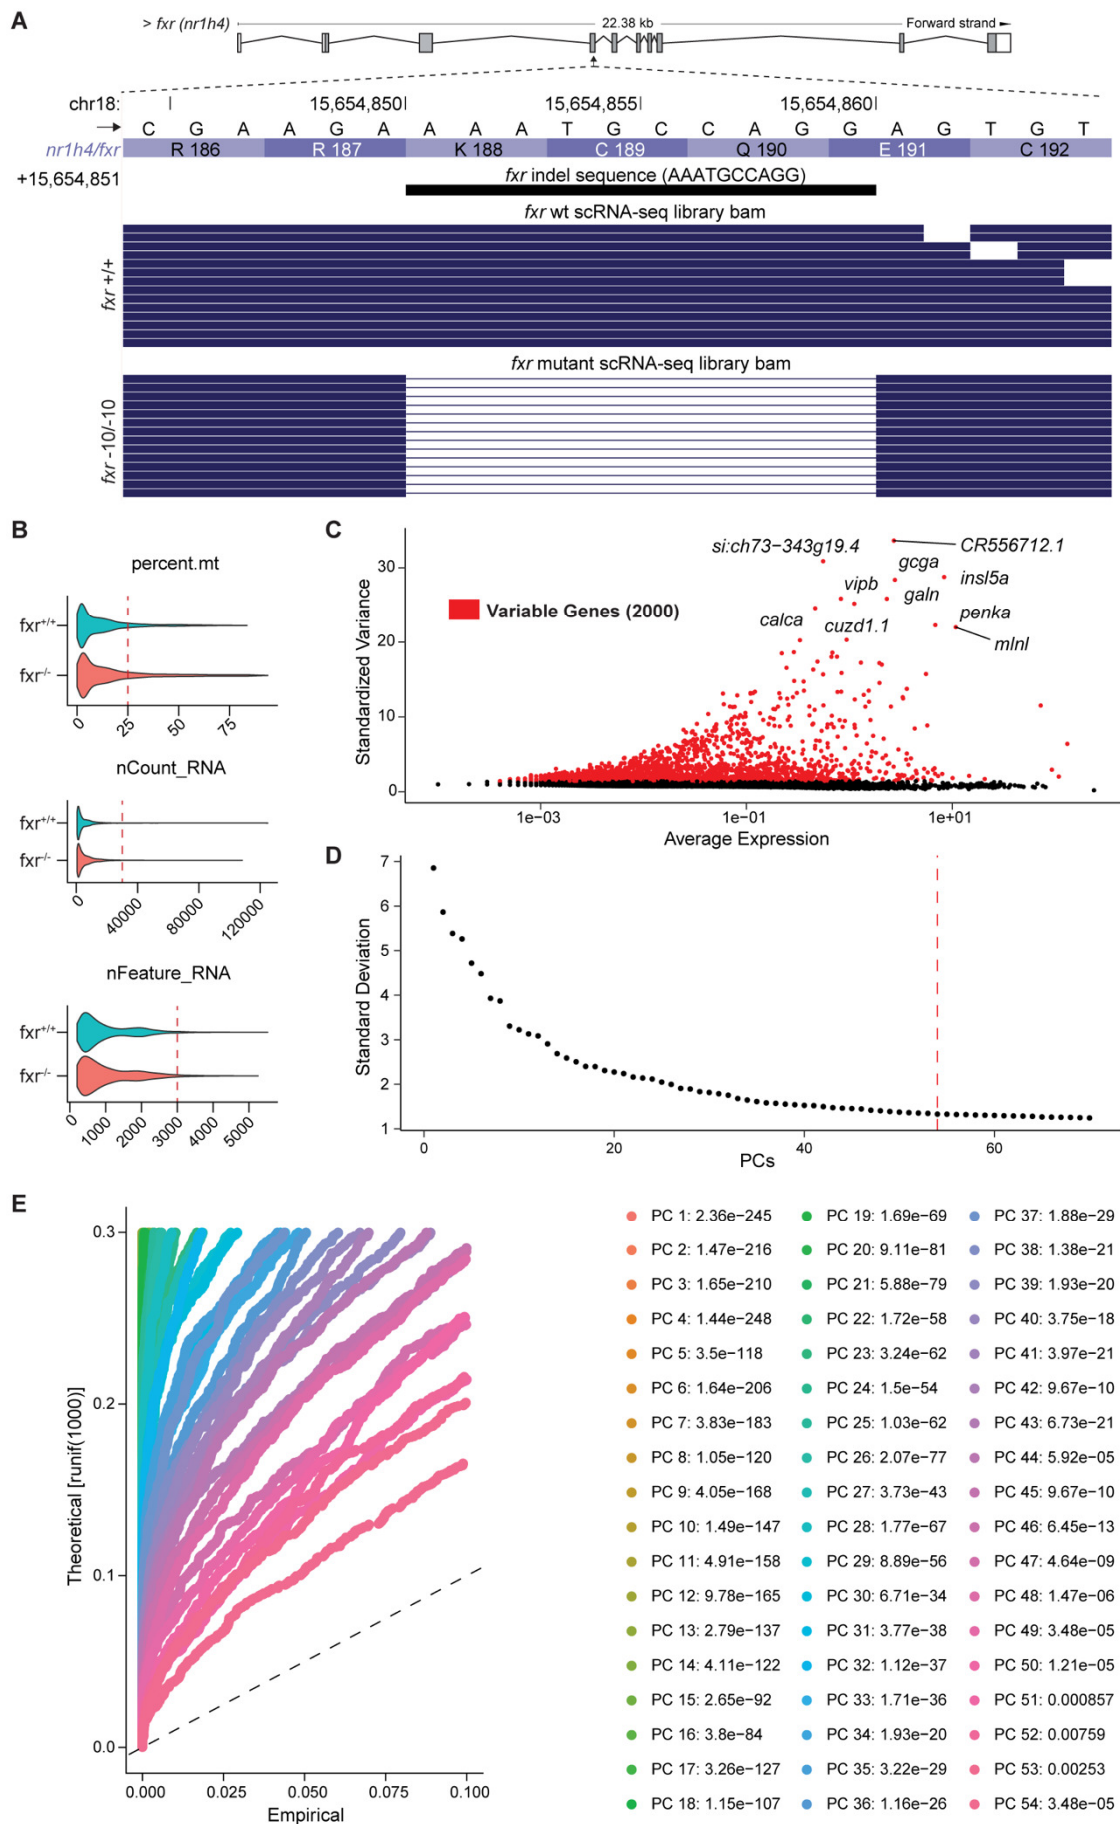 A
> fxr (nr1h4)
22.38 kb
Forward strand
chr18:
15,654,850
15,654,855
15,654,860
C G A A G A A A A T G C C A G G A G T G T
nr1h4/fxr
R 186
R 187
K 188
C 189
Q 190
E 191
C 192
+15,654,851
fxr indel sequence (AAATGCCAGG)
fxr wt scRNA-seq library bam
fxr +/+
fxr mutant scRNA-seq library bam
fxr -10/-10
B
percent.mt
fxr+/+
fxr-/-
0 25 50 75
nCount_RNA
fxr+/+
fxr-/-
0 40000 80000 120000
nFeature_RNA
fxr+/+
fxr-/-
0 1000 2000 3000 4000 5000
C
Standardized Variance
30
20
10
0
si:ch73−343g19.4
CR556712.1
gcga
insl5a
vipb
galn
calca
cuzd1.1
penka
mlnl
Variable Genes (2000)
1e−03 1e−01 1e+01
Average Expression
D
Standard Deviation
7
6
5
4
3
2
1
0 20 40 60
PCs
E
Theoretical [runif(1000)]
0.3
0.2
0.1
0.0
0.000 0.025 0.050 0.075 0.100
Empirical
PC 1: 2.36e−245
PC 2: 1.47e−216
PC 3: 1.65e−210
PC 4: 1.44e−248
PC 5: 3.5e−118
PC 6: 1.64e−206
PC 7: 3.83e−183
PC 8: 1.05e−120
PC 9: 4.05e−168
PC 10: 1.49e−147
PC 11: 4.91e−158
PC 12: 9.78e−165
PC 13: 2.79e−137
PC 14: 4.11e−122
PC 15: 2.65e−92
PC 16: 3.8e−84
PC 17: 3.26e−127
PC 18: 1.15e−107
PC 19: 1.69e−69
PC 20: 9.11e−81
PC 21: 5.88e−79
PC 22: 1.72e−58
PC 23: 3.24e−62
PC 24: 1.5e−54
PC 25: 1.03e−62
PC 26: 2.07e−77
PC 27: 3.73e−43
PC 28: 1.77e−67
PC 29: 8.89e−56
PC 30: 6.71e−34
PC 31: 3.77e−38
PC 32: 1.12e−37
PC 33: 1.71e−36
PC 34: 1.93e−20
PC 35: 3.22e−29
PC 36: 1.16e−26
PC 37: 1.88e−29
PC 38: 1.38e−21
PC 39: 1.93e−20
PC 40: 3.75e−18
PC 41: 3.97e−21
PC 42: 9.67e−10
PC 43: 6.73e−21
PC 44: 5.92e−05
PC 45: 9.67e−10
PC 46: 6.45e−13
PC 47: 4.64e−09
PC 48: 1.47e−06
PC 49: 3.48e−05
PC 50: 1.21e−05
PC 51: 0.000857
PC 52: 0.00759
PC 53: 0.00253
PC 54: 3.48e−05